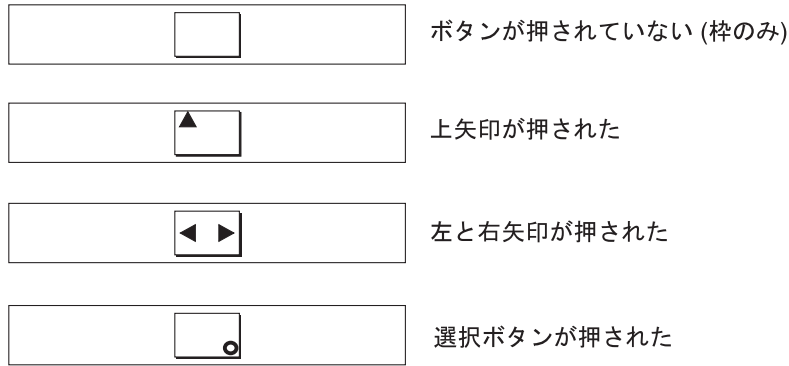 ボタンが押されていない (枠のみ)
上矢印が押された
左と右矢印が押された
選択ボタンが押された